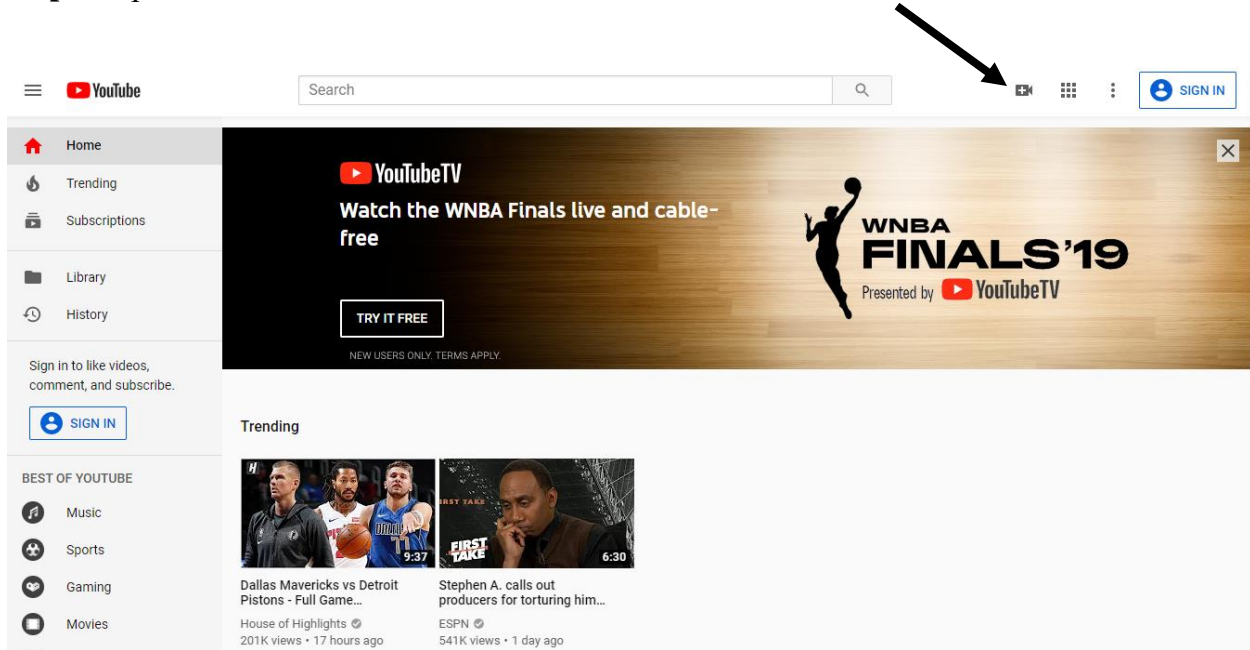 YouTube
Search
SIGN IN
Home
Trending
Subscriptions
Library
History
Sign in to like videos,
comment, and subscribe.
SIGN IN
BEST OF YOUTUBE
Music
Sports
Gaming
Movies
YouTubeTV
Watch the WNBA Finals live and cable-
free
TRY IT FREE
NEW USERS ONLY. TERMS APPLY.
WNBA
FINALS'19
Presented by YouTubeTV
Trending
H
DALLAS
77
9:37
Dallas Mavericks vs Detroit
Pistons - Full Game...
House of Highlights
201K views • 17 hours ago
FIRST
TAKE
6:30
Stephen A. calls out
producers for torturing him...
ESPN
541K views • 1 day ago